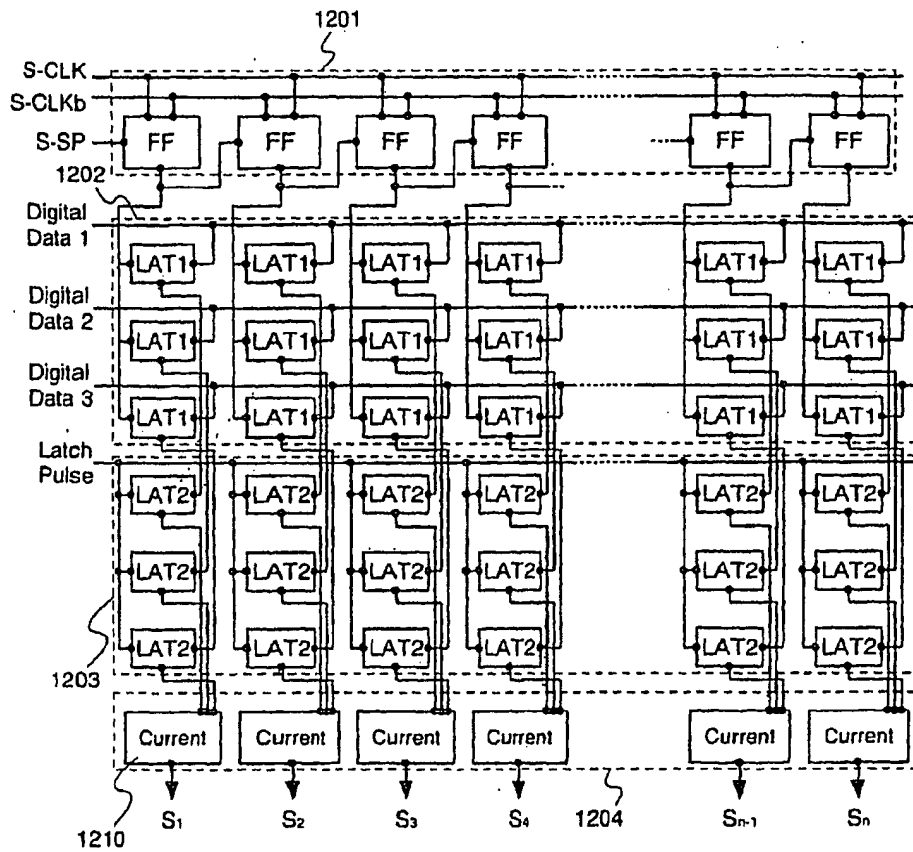 1201
S-CLK
S-CLKb
S-SP
FF FF FF FF FF FF
1202
Digital
Data 1
LAT1 LAT1 LAT1 LAT1 LAT1 LAT1
Digital
Data 2
LAT1 LAT1 LAT1 LAT1 LAT1 LAT1
Digital
Data 3
LAT1 LAT1 LAT1 LAT1 LAT1 LAT1
Latch
Pulse
LAT2 LAT2 LAT2 LAT2 LAT2 LAT2
LAT2 LAT2 LAT2 LAT2 LAT2 LAT2
LAT2 LAT2 LAT2 LAT2 LAT2 LAT2
1203
Current Current Current Current Current Current
1210 S1 S2 S3 S4 1204 Sn-1 Sn